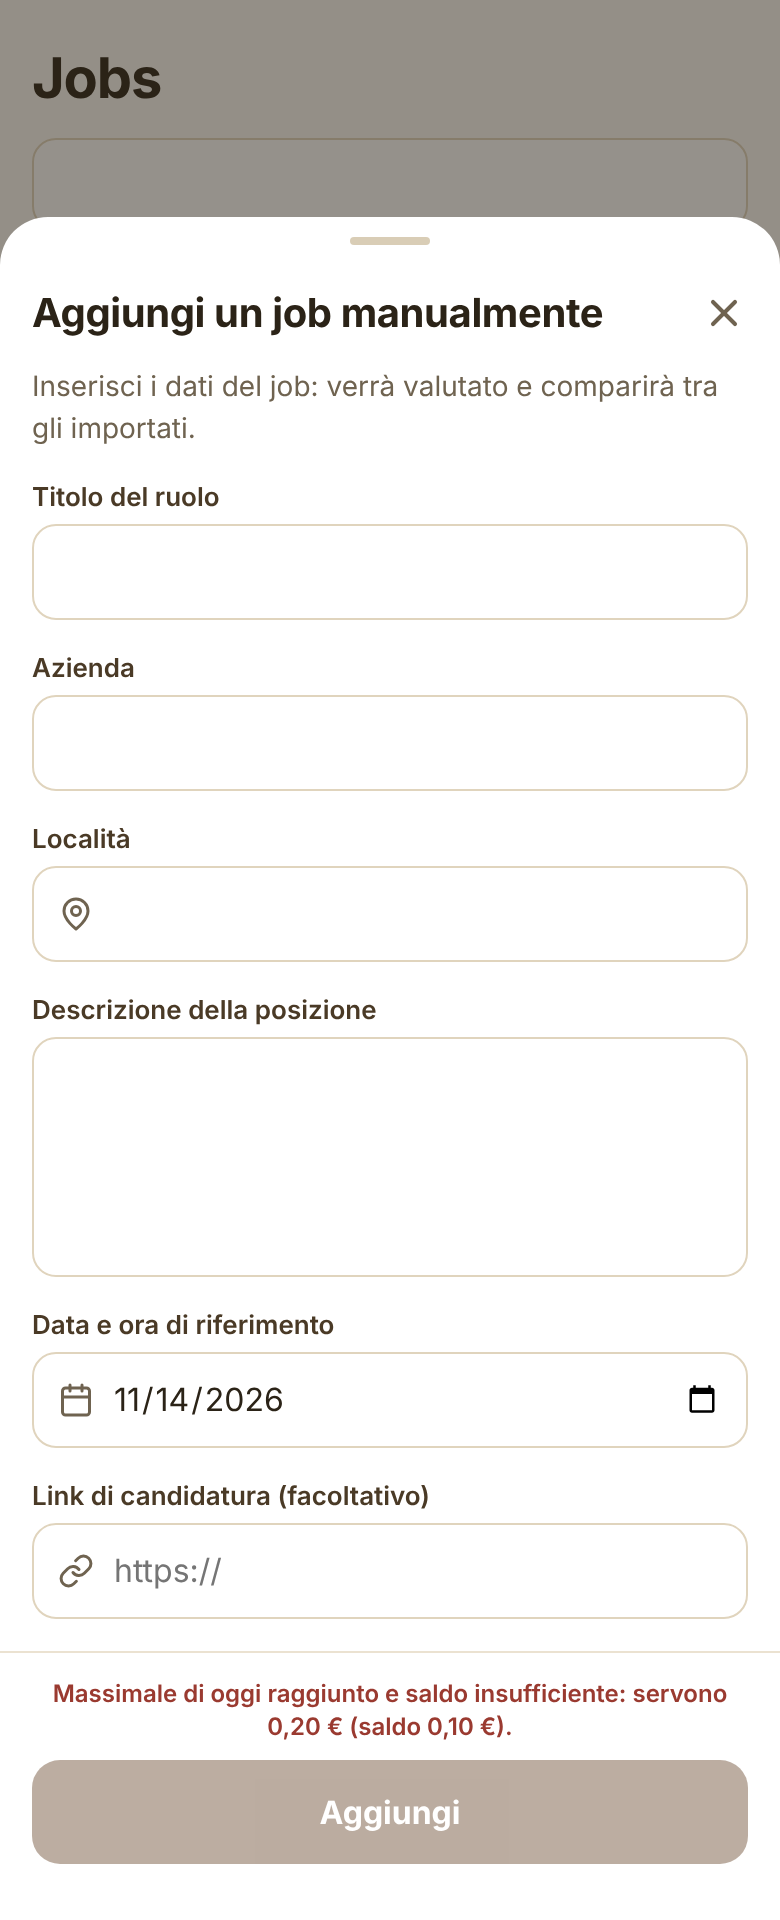 Jobs
Aggiungi un job manualmente
Inserisci i dati del job: verrà valutato e comparirà tra
gli importati.
Titolo del ruolo
Azienda
Località
Descrizione della posizione
Data e ora di riferimento
11/14/2026
Link di candidatura (facoltativo)
https://
Massimale di oggi raggiunto e saldo insufficiente: servono
0,20 € (saldo 0,10 €).
Aggiungi